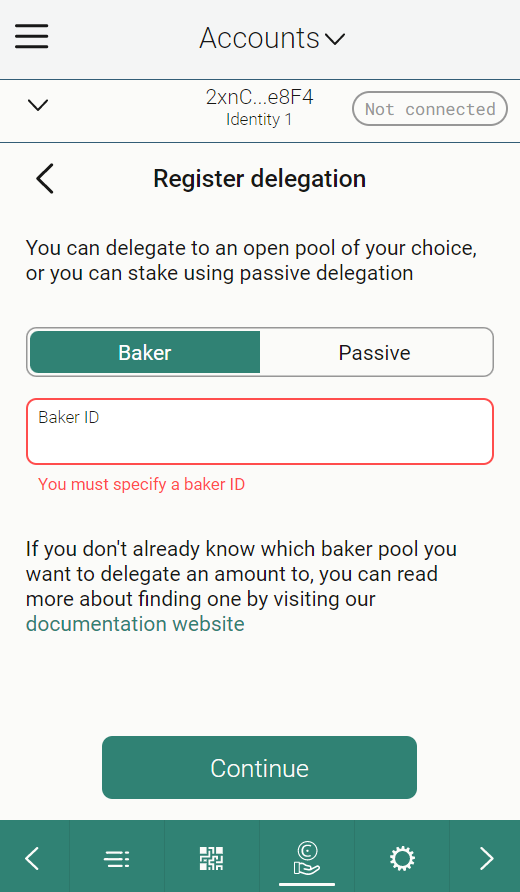 Accounts
2xnC...e8F4
Identity 1
Not connected
Register delegation
You can delegate to an open pool of your choice,
or you can stake using passive delegation
Baker
Passive
Baker ID
You must specify a baker ID
If you don't already know which baker pool you
want to delegate an amount to, you can read
more about finding one by visiting our
documentation website
Continue